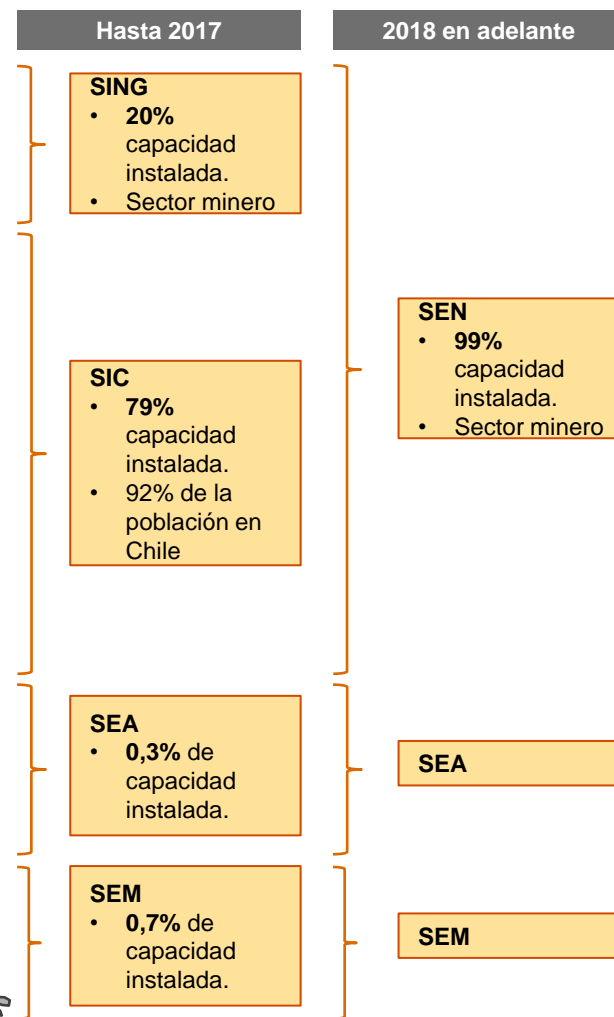 Hasta 2017
2018 en adelante
SING
• 20%
capacidad
instalada.
• Sector minero
SIC
• 79%
capacidad
instalada.
• 92% de la
población en
Chile
SEN
• 99%
capacidad
instalada.
• Sector minero
SEA
• 0,3% de
capacidad
instalada.
SEA
SEM
• 0,7% de
capacidad
instalada.
SEM